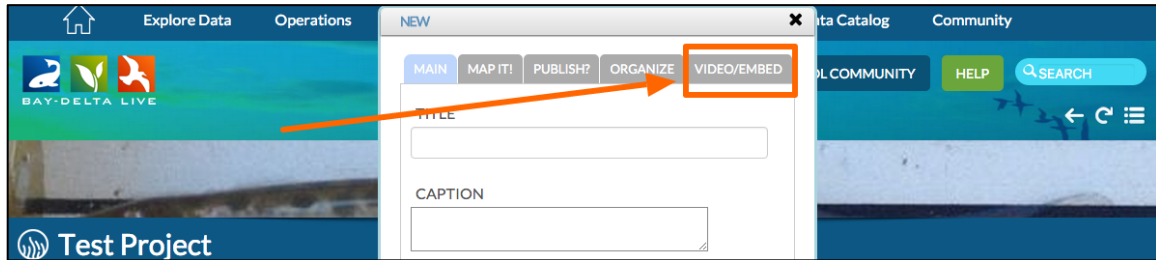 Explore Data Operations NEW ta Catalog Community
MAIN MAP IT! PUBLISH? ORGANIZE VIDEO/EMBED
BAY-DELTA LIVE
OL COMMUNITY HELP SEARCH
TITLE
CAPTION
Test Project